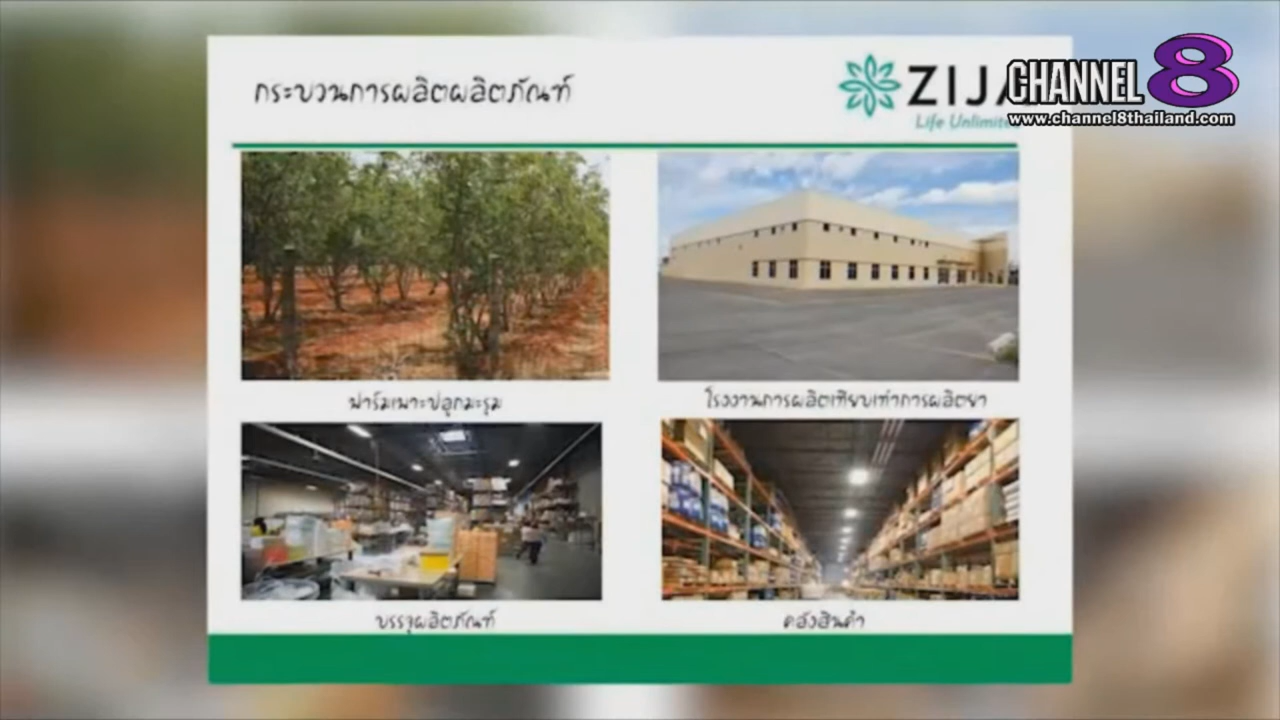 กระบวนการผลิตผลิตภัณฑ์
ZIJA
Life Unlimited
CHANNEL 8
www.channel8thailand.com
ฟาร์มเพาะปลูกมะรุม
โรงงานการผลิตเทียบเท่าการผลิตยา
บรรจุผลิตภัณฑ์
คลังสินค้า